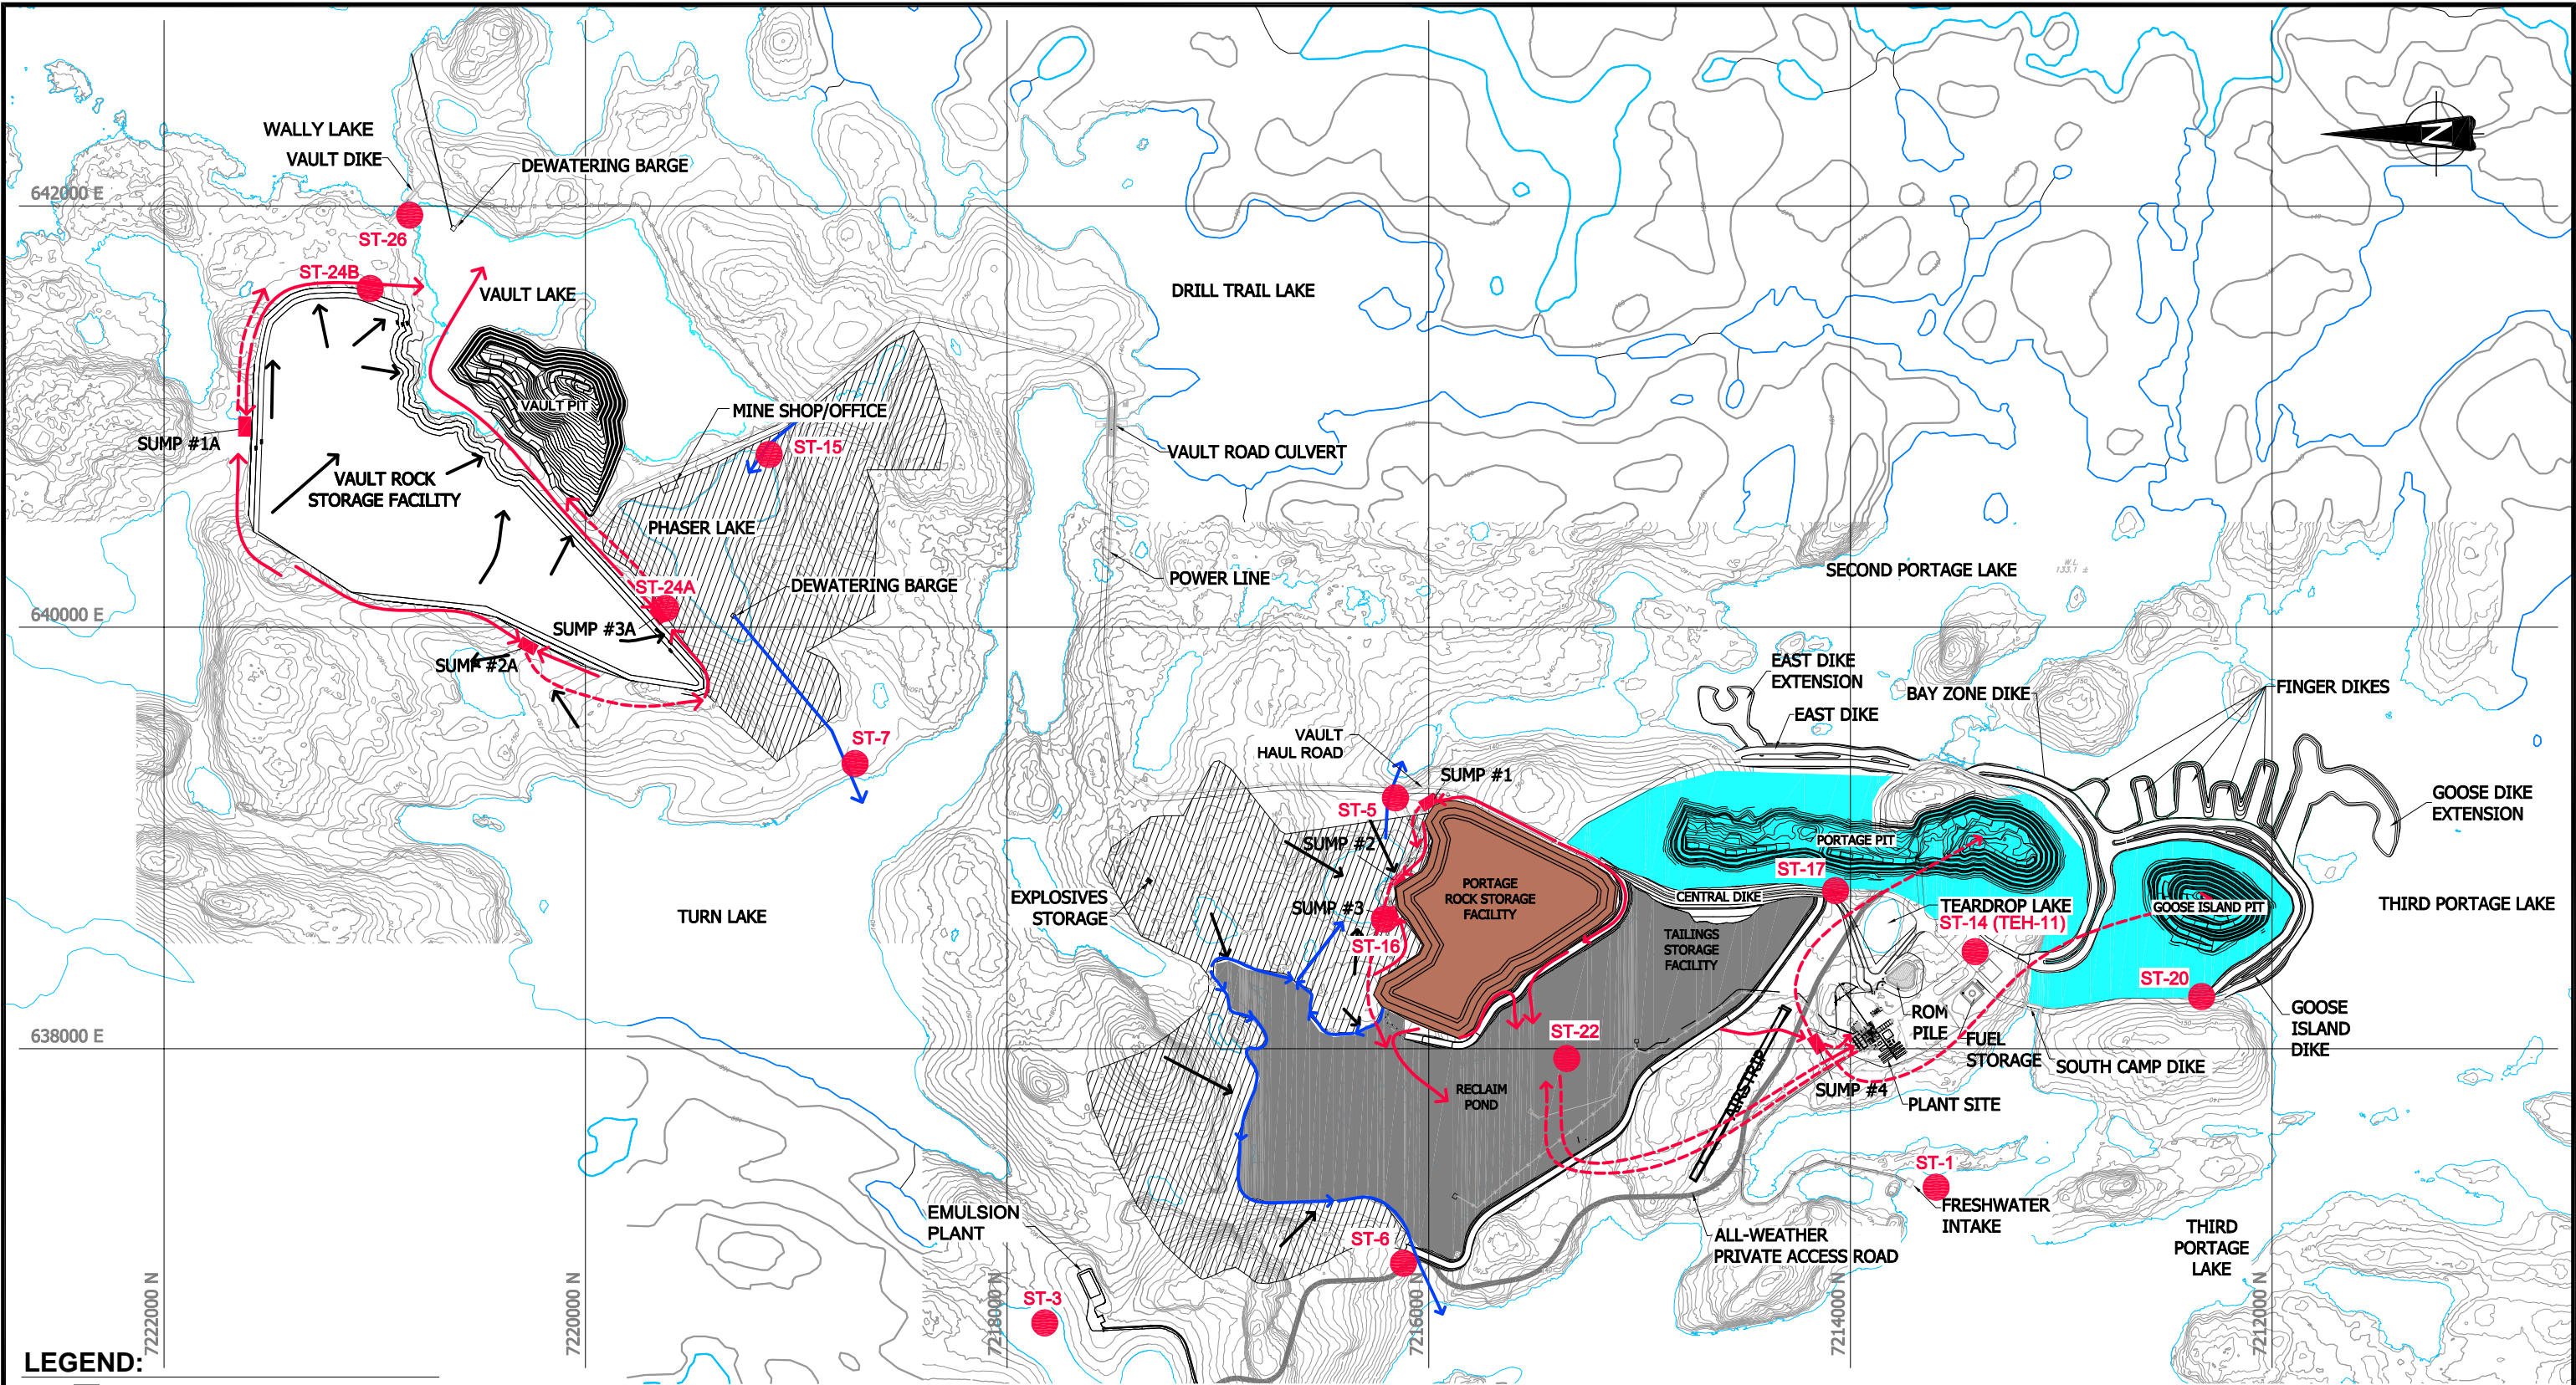 WALLY LAKE
VAULT DIKE
DEWATERING BARGE
N
642000 E
ST-26
ST-24B
VAULT LAKE
DRILL TRAIL LAKE
VAULT PIT
MINE SHOP/OFFICE
SUMP #1A
ST-15
VAULT ROAD CULVERT
VAULT ROCK
STORAGE FACILITY
PHASER LAKE
POWER LINE
SECOND PORTAGE LAKE
W.L.
133.1 ±
ST-24A
DEWATERING BARGE
640000 E
SUMP #3A
SUMP #2A
EAST DIKE
EXTENSION
BAY ZONE DIKE
FINGER DIKES
EAST DIKE
ST-7
VAULT
HAUL ROAD
SUMP #1
GOOSE DIKE
EXTENSION
ST-5
SUMP #2
PORTAGE PIT
ST-17
EXPLOSIVES
STORAGE
PORTAGE
ROCK STORAGE
FACILITY
CENTRAL DIKE
SUMP #3
TEARDROP LAKE
ST-14 (TEH-11)
GOOSE ISLAND PIT
THIRD PORTAGE LAKE
TURN LAKE
ST-16
TAILINGS
STORAGE
FACILITY
ST-20
ROM
PILE
GOOSE
ISLAND
DIKE
638000 E
ST-22
FUEL
STORAGE
SOUTH CAMP DIKE
RECLAIM
POND
AIRSTRIP
SUMP #4
PLANT SITE
ST-1
FRESHWATER
INTAKE
EMULSION
PLANT
ST-6
ALL-WEATHER
PRIVATE ACCESS ROAD
THIRD
PORTAGE
LAKE
ST-3
7222000 N
7220000 N
7218000 N
7216000 N
7214000 N
7212000 N
LEGEND: